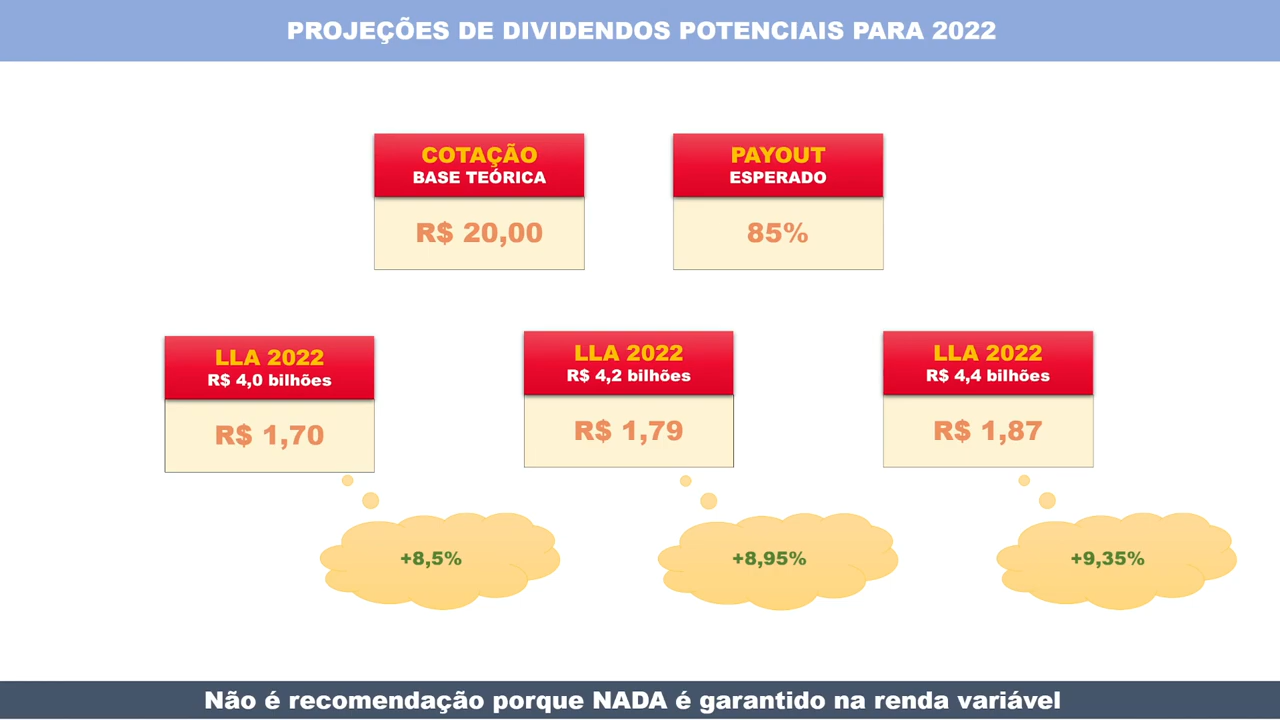 PROJEÇÕES DE DIVIDENDOS POTENCIAIS PARA 2022
COTAÇÃO
BASE TEÓRICA
R$ 20,00
PAYOUT
ESPERADO
85%
LLA 2022
R$ 4,0 bilhões
R$ 1,70
+8,5%
LLA 2022
R$ 4,2 bilhões
R$ 1,79
+8,95%
LLA 2022
R$ 4,4 bilhões
R$ 1,87
+9,35%
Não é recomendação porque NADA é garantido na renda variável